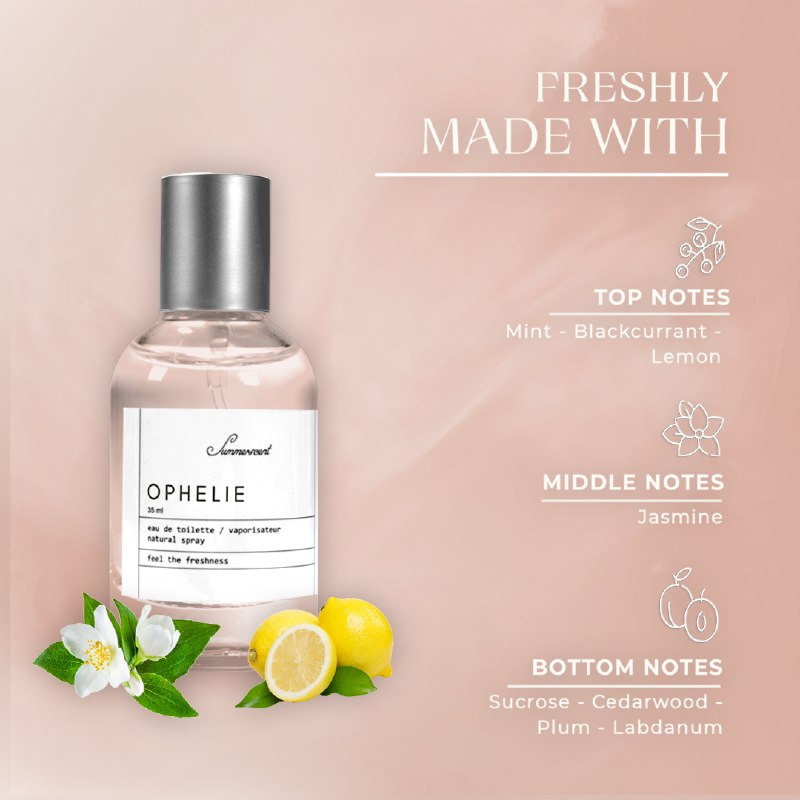 FRESHLY
MADE WITH
TOP NOTES
Mint - Blackcurrant -
Lemon
MIDDLE NOTES
Jasmine
BOTTOM NOTES
Sucrose - Cedarwood -
Plum - Labdanum
Summerscent
OPHELIE
35 ml
eau de toilette / vaporisateur
natural spray
feel the freshness